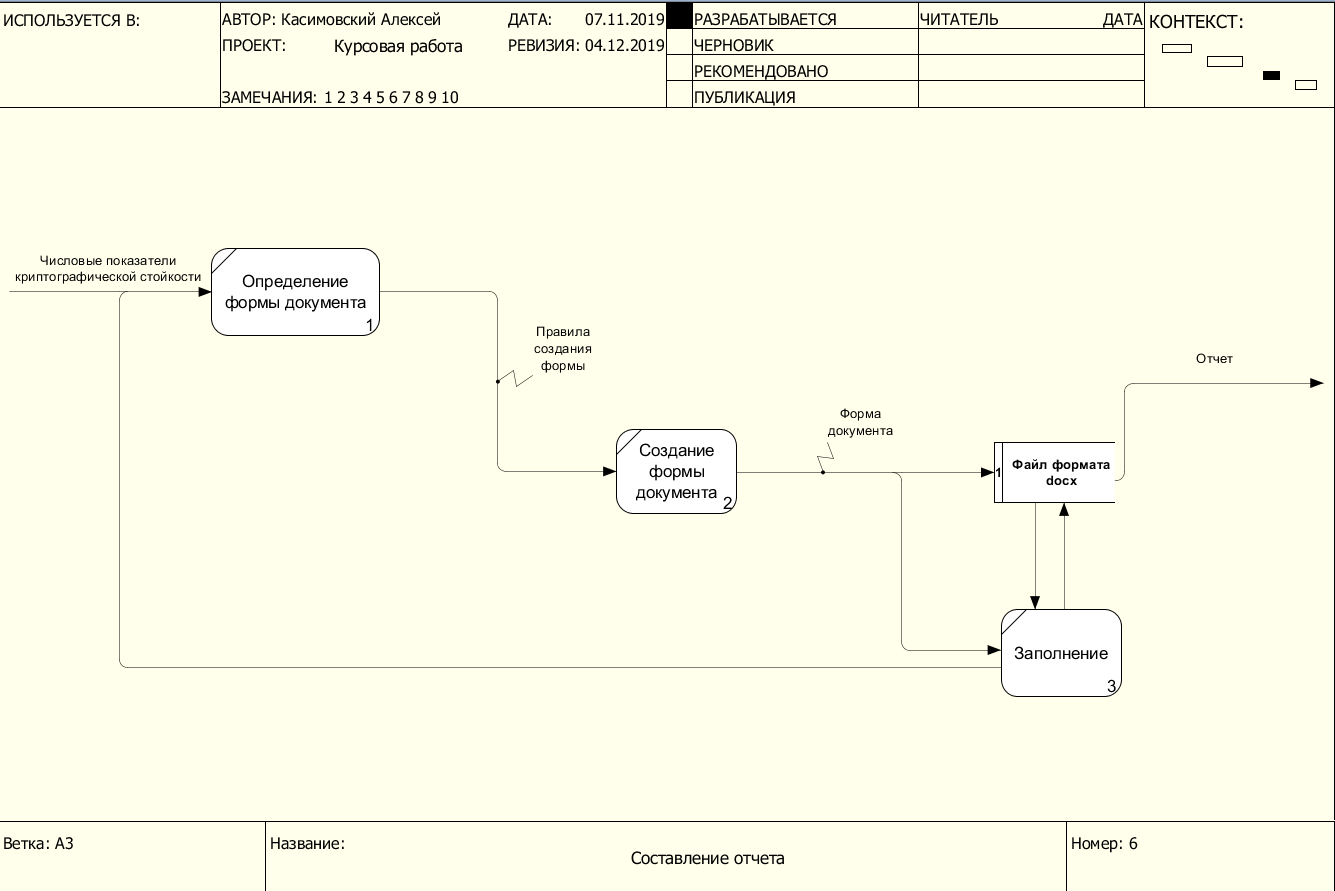 ИСПОЛЬЗУЕТСЯ В:
АВТОР: Касимовский Алексей
ДАТА: 07.11.2019
ПРОЕКТ: Курсовая работа
РЕВИЗИЯ: 04.12.2019
ЗАМЕЧАНИЯ: 1 2 3 4 5 6 7 8 9 10
РАЗРАБАТЫВАЕТСЯ
ЧЕРНОВИК
РЕКОМЕНДОВАНО
ПУБЛИКАЦИЯ
ЧИТАТЕЛЬ ДАТА
КОНТЕКСТ:
Числовые показатели
криптографической стойкости
Определение
формы документа
1
Правила
создания
формы
Создание
формы
документа
2
Форма
документа
1
Файл формата
docx
Отчет
Заполнение
3
Ветка: A3
Название:
Составление отчета
Номер: 6